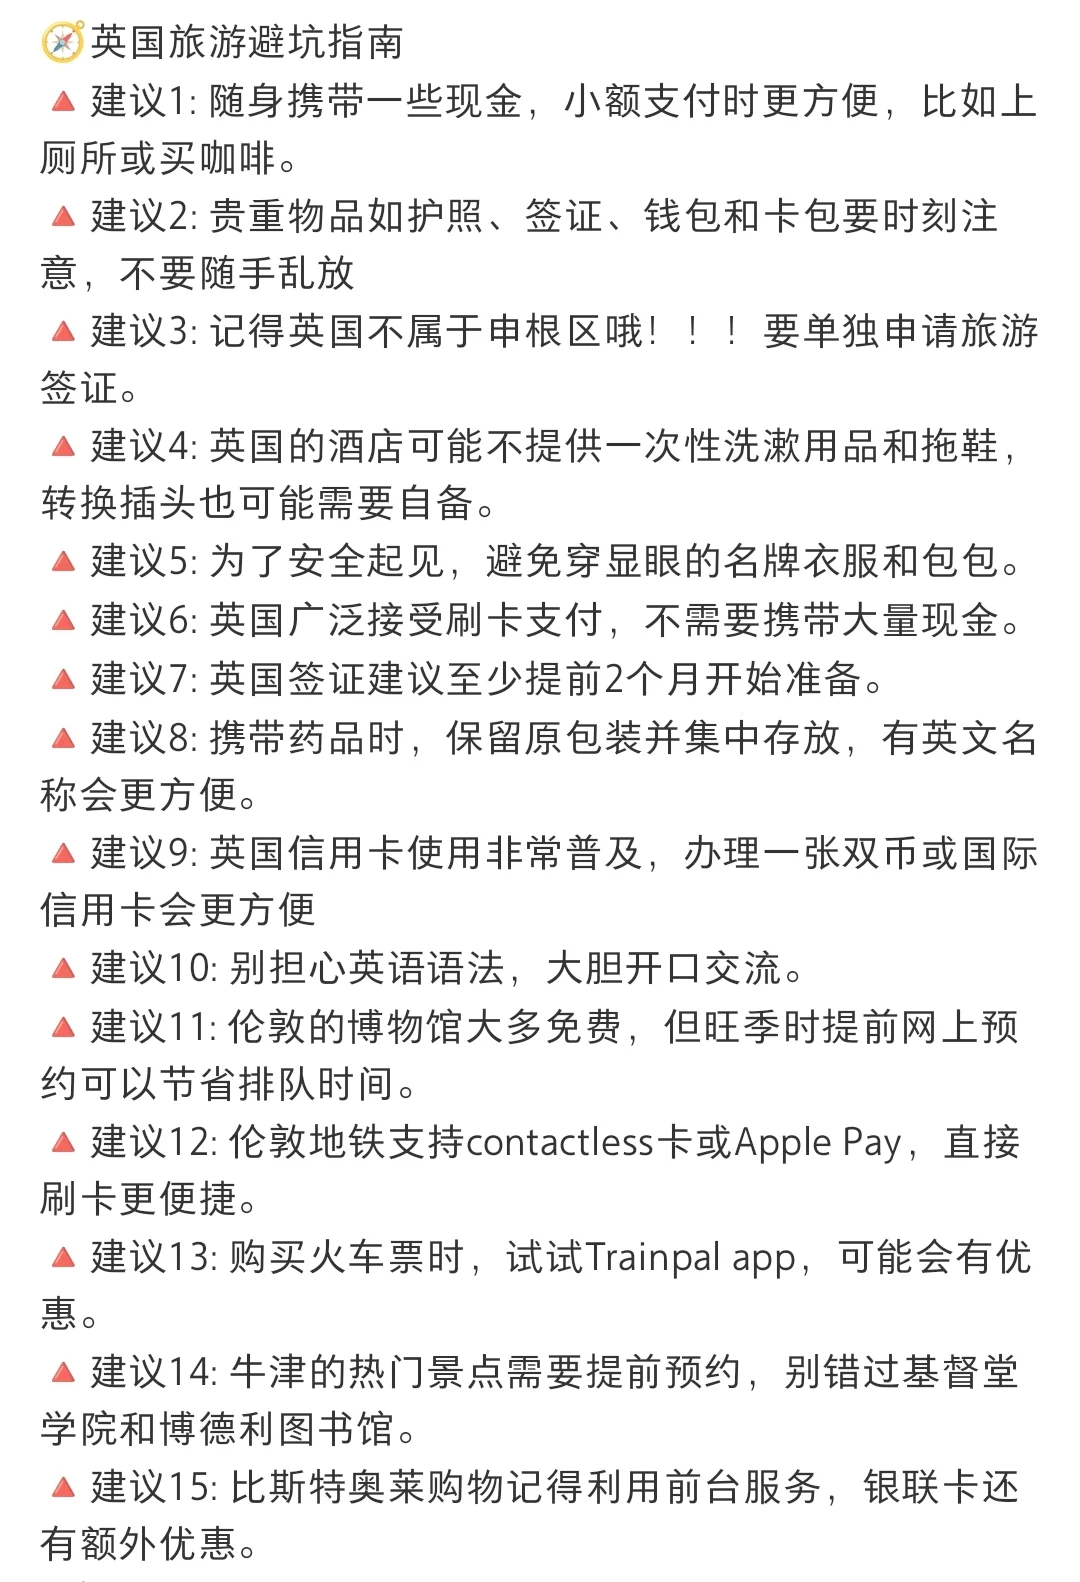 🧭英国旅游避坑指南
🔺建议1: 随身携带一些现金，小额支付时更方便，比如上
厕所或买咖啡。
🔺建议2: 贵重物品如护照、签证、钱包和卡包要时刻注
意，不要随手乱放
🔺建议3: 记得英国不属于申根区哦！！！要单独申请旅游
签证。
🔺建议4: 英国的酒店可能不提供一次性洗漱用品和拖鞋，
转换插头也可能需要自备。
🔺建议5: 为了安全起见，避免穿显眼的名牌衣服和包包。
🔺建议6: 英国广泛接受刷卡支付，不需要携带大量现金。
🔺建议7: 英国签证建议至少提前2个月开始准备。
🔺建议8: 携带药品时，保留原包装并集中存放，有英文名
称会更方便。
🔺建议9: 英国信用卡使用非常普及，办理一张双币或国际
信用卡会更方便
🔺建议10: 别担心英语语法，大胆开口交流。
🔺建议11: 伦敦的博物馆大多免费，但旺季时提前网上预
约可以节省排队时间。
🔺建议12: 伦敦地铁支持contactless卡或Apple Pay，直接
刷卡更便捷。
🔺建议13: 购买火车票时，试试Trainpal app，可能会有优
惠。
🔺建议14: 牛津的热门景点需要提前预约，别错过基督堂
学院和博德利图书馆。
🔺建议15: 比斯特奥莱购物记得利用前台服务，银联卡还
有额外优惠。